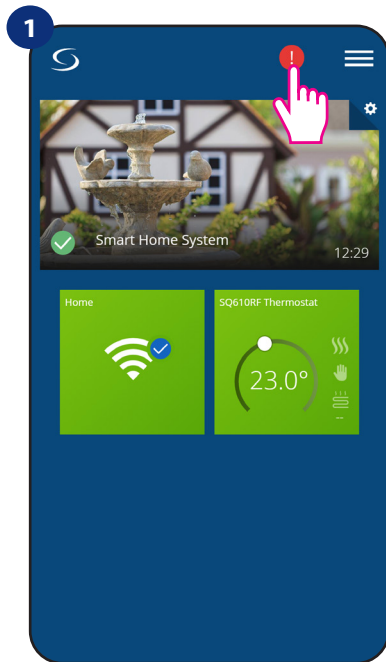 1
!
Smart Home System
12:29
Home
SQ610RF Thermostat
23.0°
--